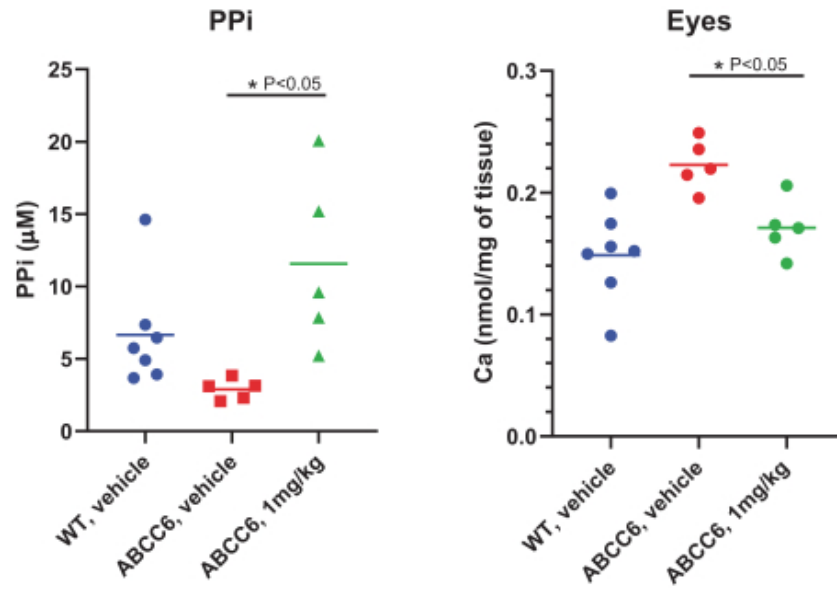 PPi
25
20
15
10
5
0
PPi (μM)
* P<0.05
WT, vehicle
ABCC6, vehicle
ABCC6, 1mg/kg
Eyes
0.3
0.2
0.1
0.0
Ca (nmol/mg of tissue)
* P<0.05
WT, vehicle
ABCC6, vehicle
ABCC6, 1mg/kg